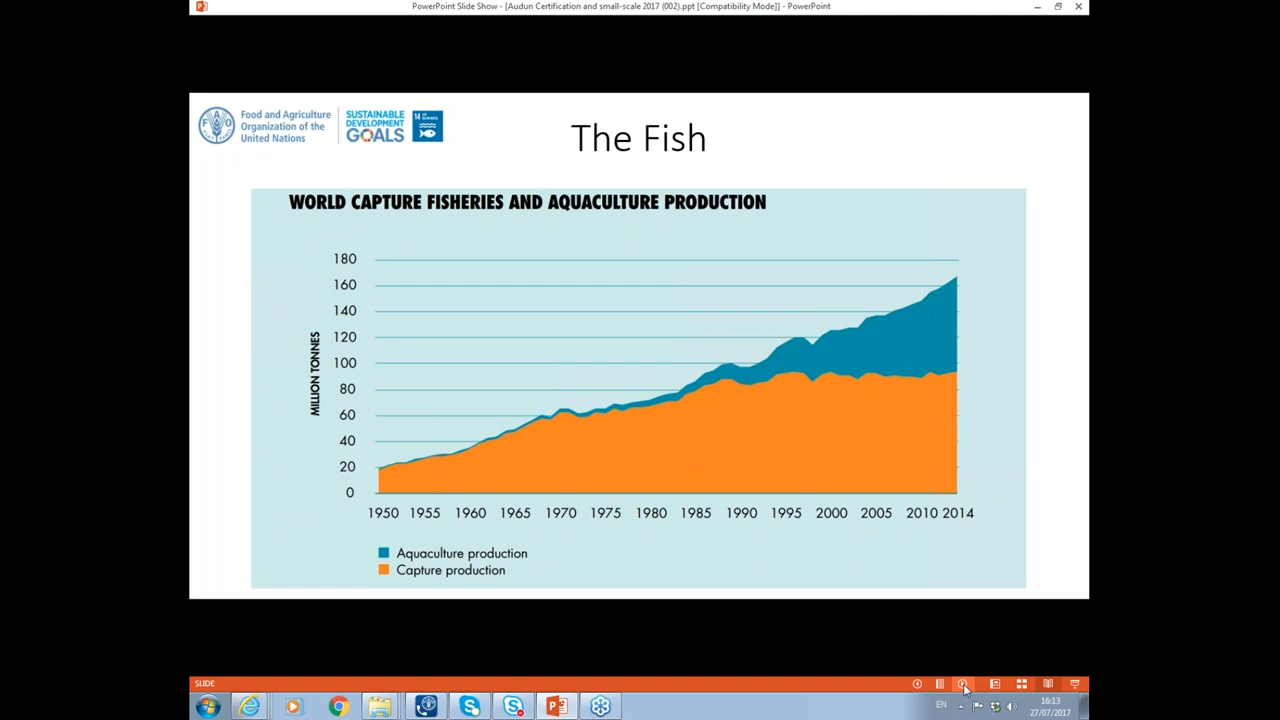 PowerPoint Slide Show - [Audun Certification and small-scale 2017 (002).ppt [Compatibility Mode]] - PowerPoint
Food and Agriculture
Organization of the
United Nations
SUSTAINABLE
DEVELOPMENT
GOALS
14
The Fish
WORLD CAPTURE FISHERIES AND AQUACULTURE PRODUCTION
MILLION TONNES
180
160
140
120
100
80
60
40
20
0
1950 1955 1960 1965 1970 1975 1980 1985 1990 1995 2000 2005 2010 2014
Aquaculture production
Capture production
SLIDE
EN
16:13
27/07/2017